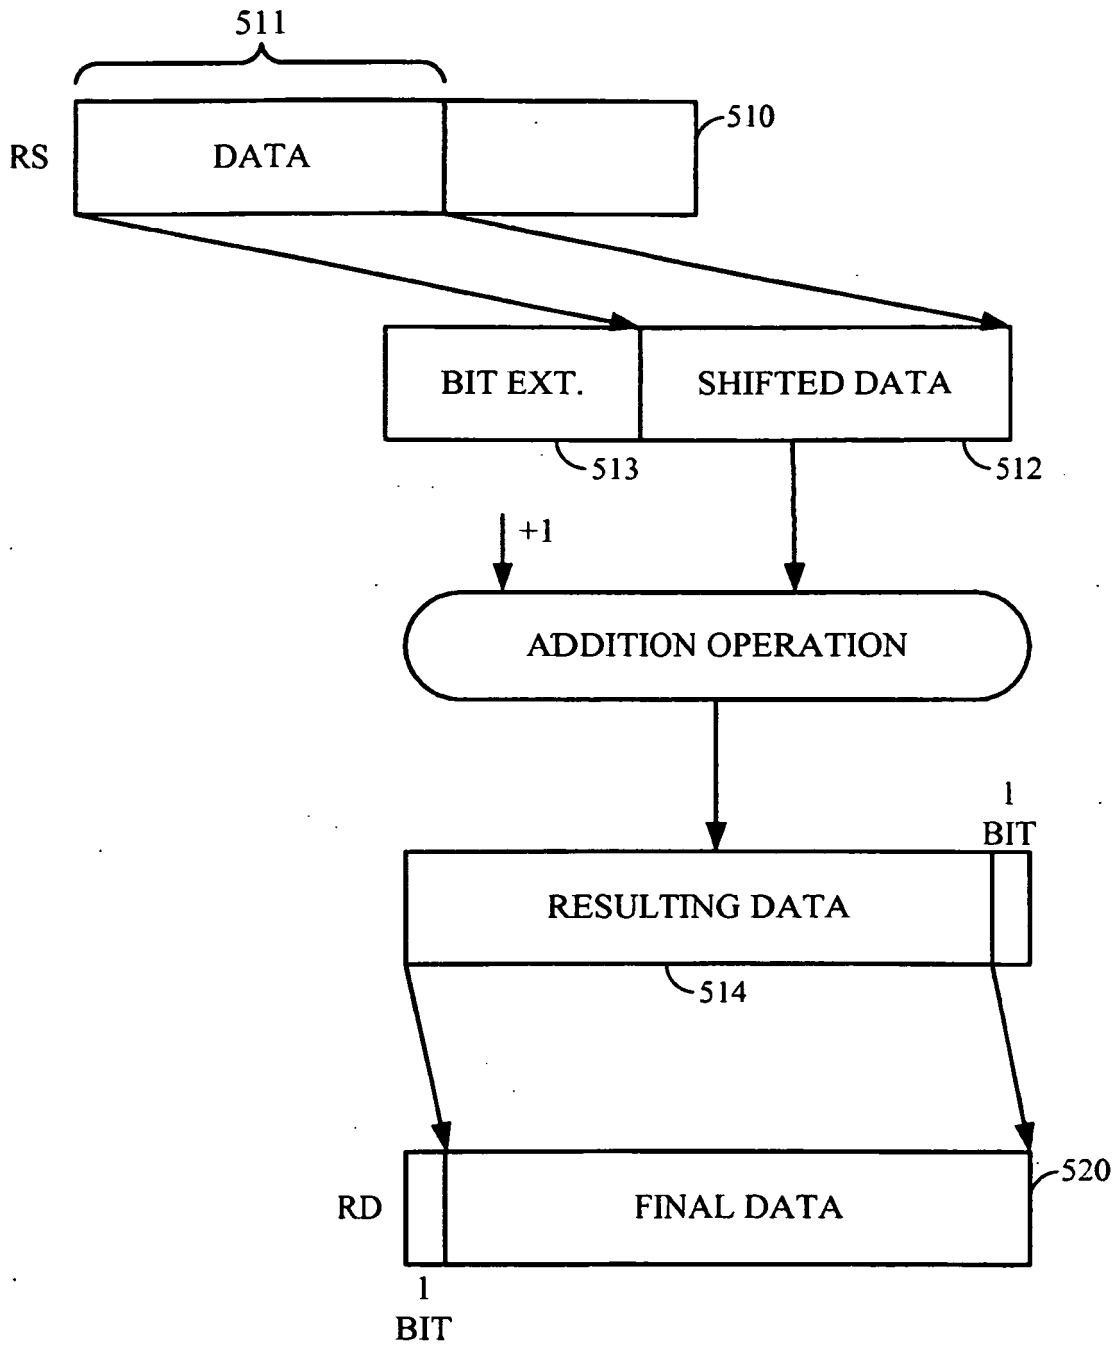 511
RS
DATA
510
BIT EXT.
SHIFTED DATA
513
512
+1
ADDITION OPERATION
1
BIT
RESULTING DATA
514
RD
FINAL DATA
520
1
BIT